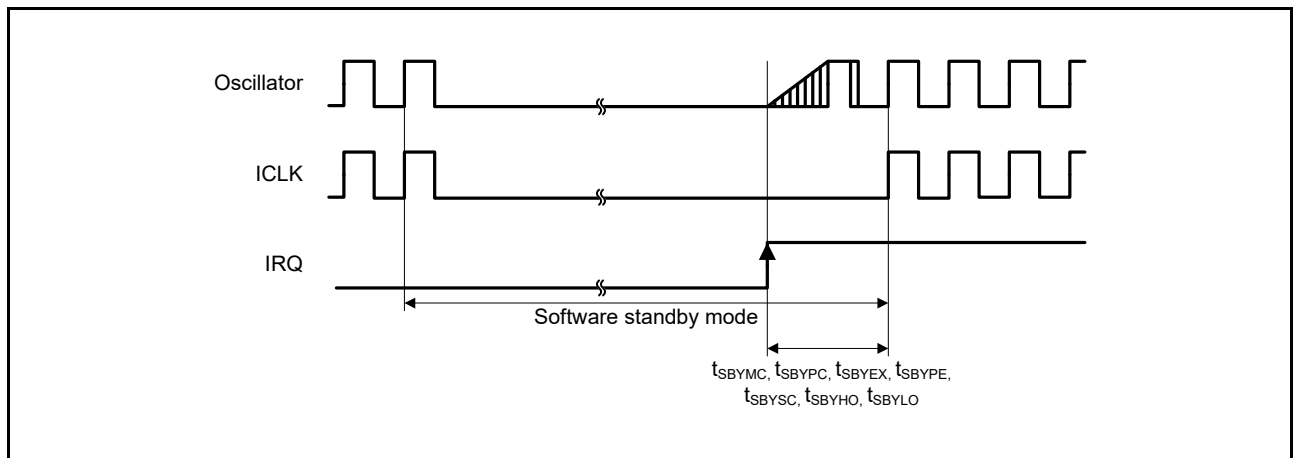 Oscillator
ICLK
IRQ
Software standby mode
tSBYMC, tSBYPC, tSBYEX, tSBYPE,
tSBYSC, tSBYHO, tSBYLO